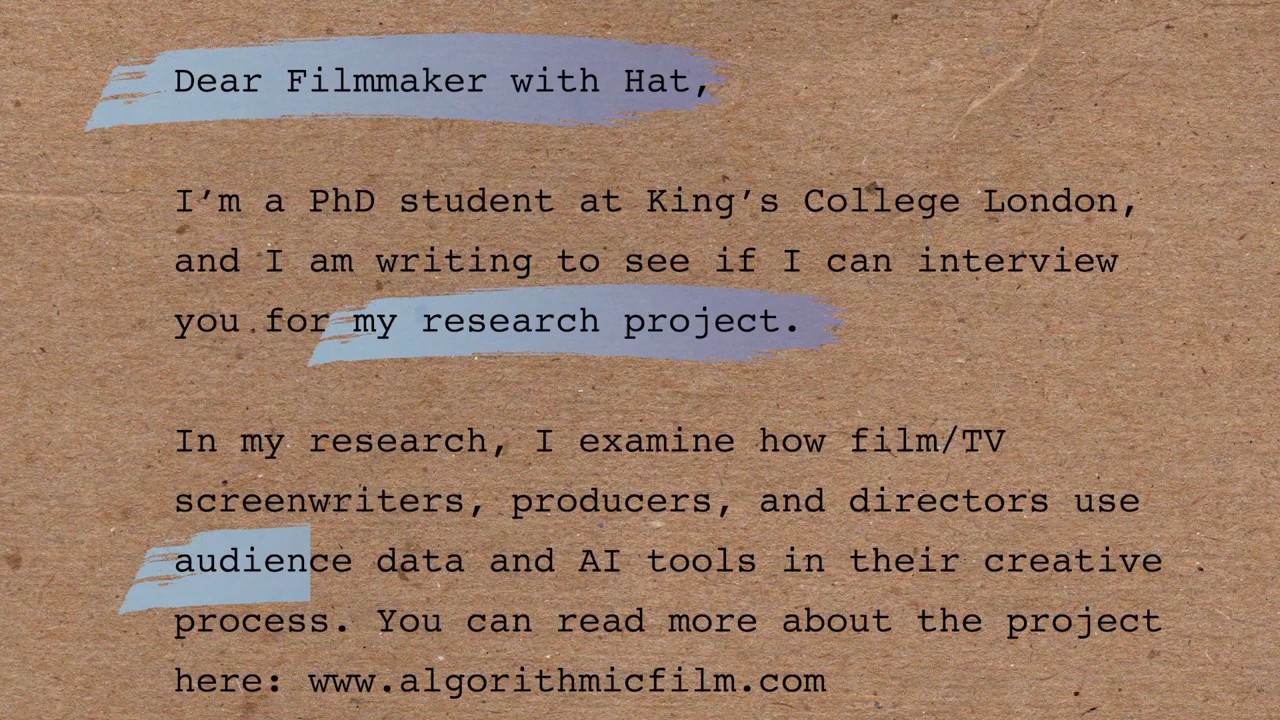 Dear Filmmaker with Hat,
I’m a PhD student at King’s College London,
and I am writing to see if I can interview
you for my research project.
In my research, I examine how film/TV
screenwriters, producers, and directors use
audience data and AI tools in their creative
process. You can read more about the project
here: www.algorithmicfilm.com